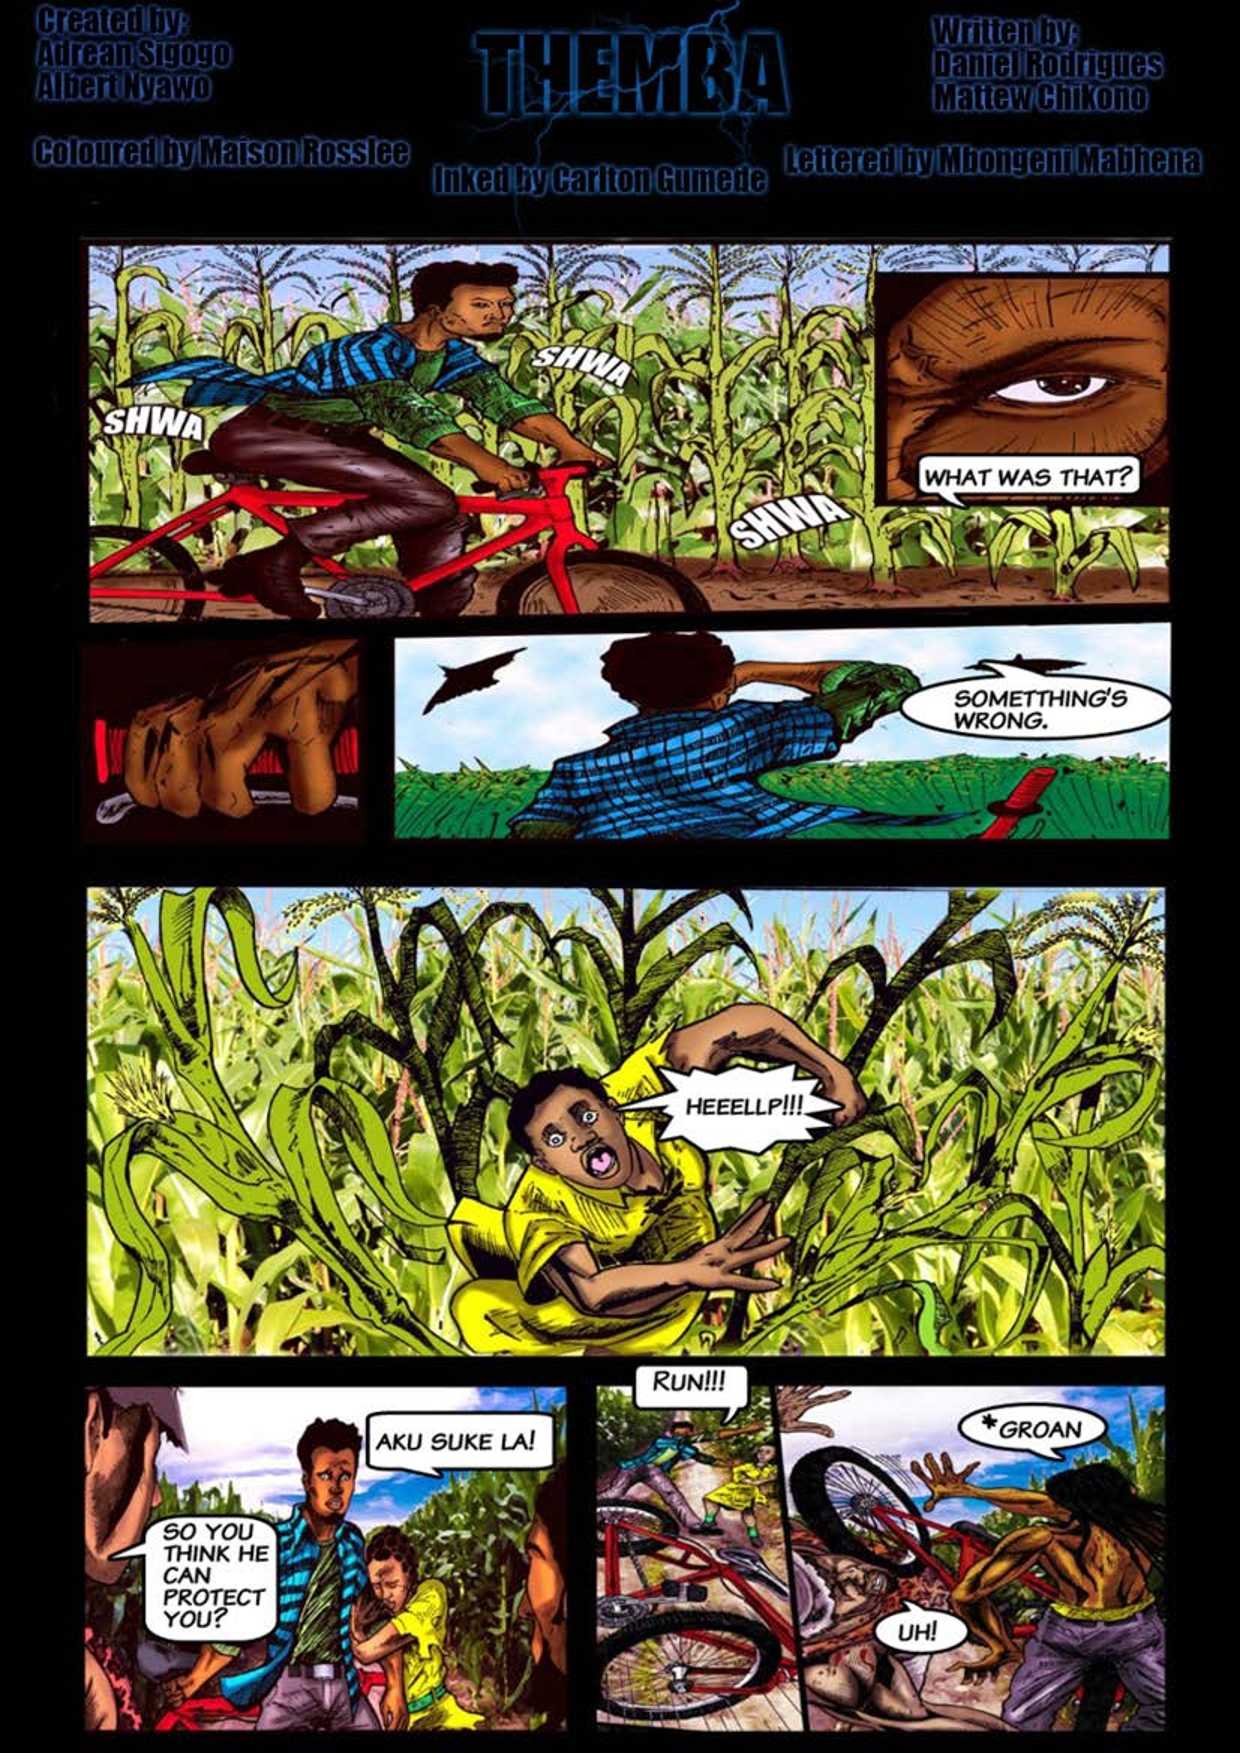 Created by:
Adrean Sigogo
Albert Nyawo
THEMBA
Written by:
Daniel Rodrigues
Mattew Chikono
Coloured by Maison Rosslee
Inked by Carlton Gumede
Lettered by Mbongeni Mabhena
SHWA
SHWA
SHWA
WHAT WAS THAT?
SOMETTHING'S
WRONG.
HEEELLP!!!
AKU SUKE LA!
SO YOU
THINK HE
CAN
PROTECT
YOU?
RUN!!!
*GROAN
UH!